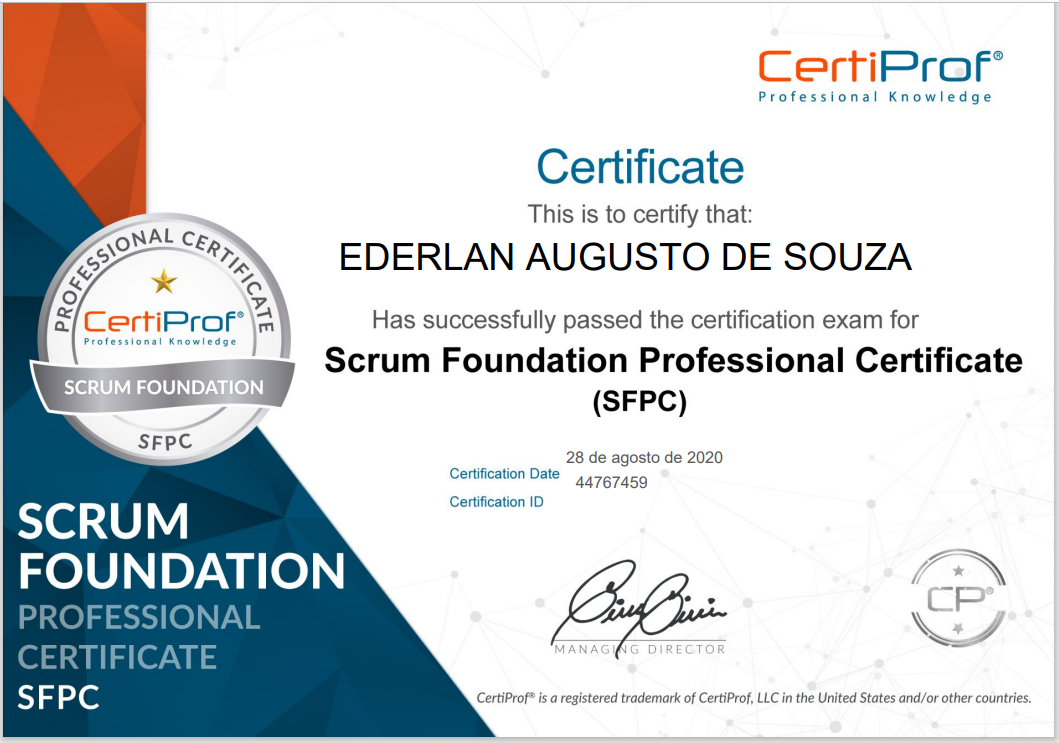 CertiProf®
Professional Knowledge
Certificate
This is to certify that:
EDERLAN AUGUSTO DE SOUZA
Has successfully passed the certification exam for
Scrum Foundation Professional Certificate
(SFPC)
28 de agosto de 2020
Certification Date
44767459
Certification ID
PROFESSIONAL CERTIFICATE
CertiProf®
Professional Knowledge
SCRUM FOUNDATION
SFPC
SCRUM
FOUNDATION
PROFESSIONAL
CERTIFICATE
SFPC
MANAGING DIRECTOR
CP®
CertiProf® is a registered trademark of CertiProf, LLC in the United States and/or other countries.